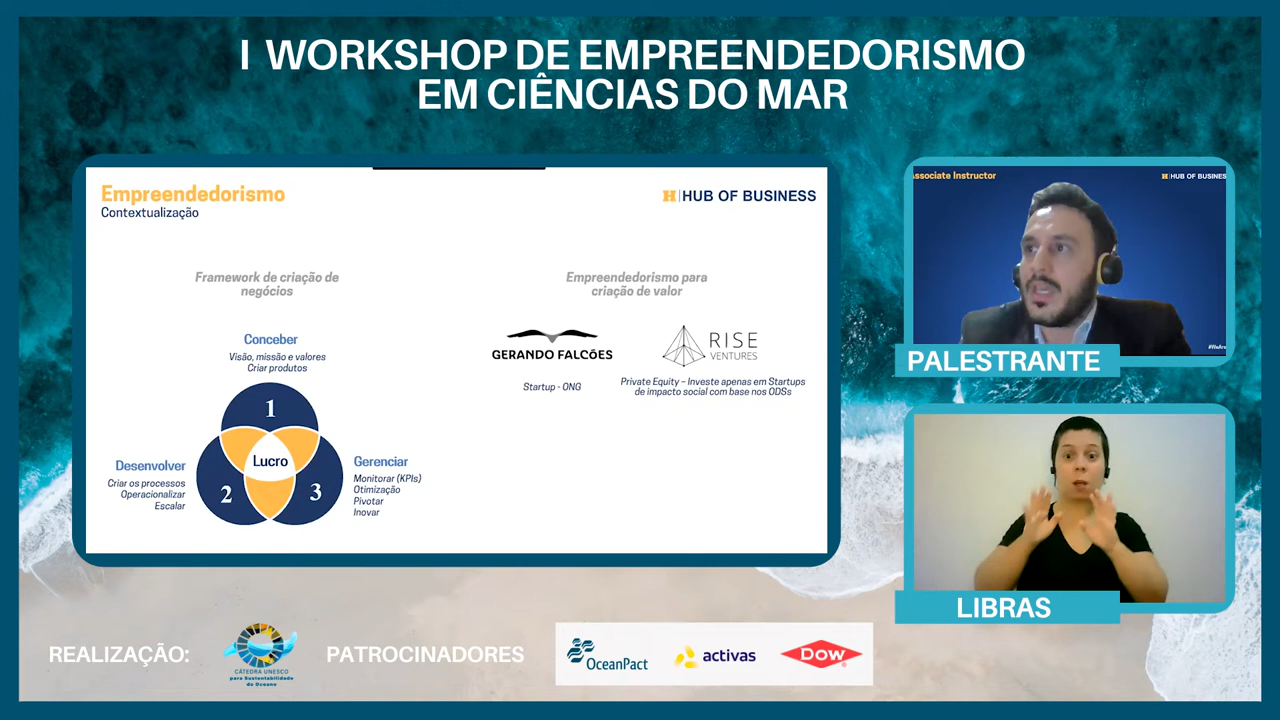 I WORKSHOP DE EMPREENDEDORISMO
EM CIÊNCIAS DO MAR
Empreendedorismo
Contextualização
H HUB OF BUSINESS
Framework de criação de
negócios
Conceber
Visão, missão e valores
Criar produtos
1
Lucro
2
3
Desenvolver
Criar os processos
Operacionalizar
Escalar
Gerenciar
Monitorar (KPIs)
Otimização
Pivotar
Inovar
Empreendedorismo para
criação de valor
GERANDO FALCÕES
Startup - ONG
RISE
VENTURES
Private Equity – Investe apenas em Startups
de impacto social com base nos ODSs
Associate Instructor
H HUB OF BUSINES
PALESTRANTE
LIBRAS
REALIZAÇÃO:
CÁTEDRA UNESCO
para Sustentabilidade
do Oceano
PATROCINADORES
OceanPact
activas
Dow